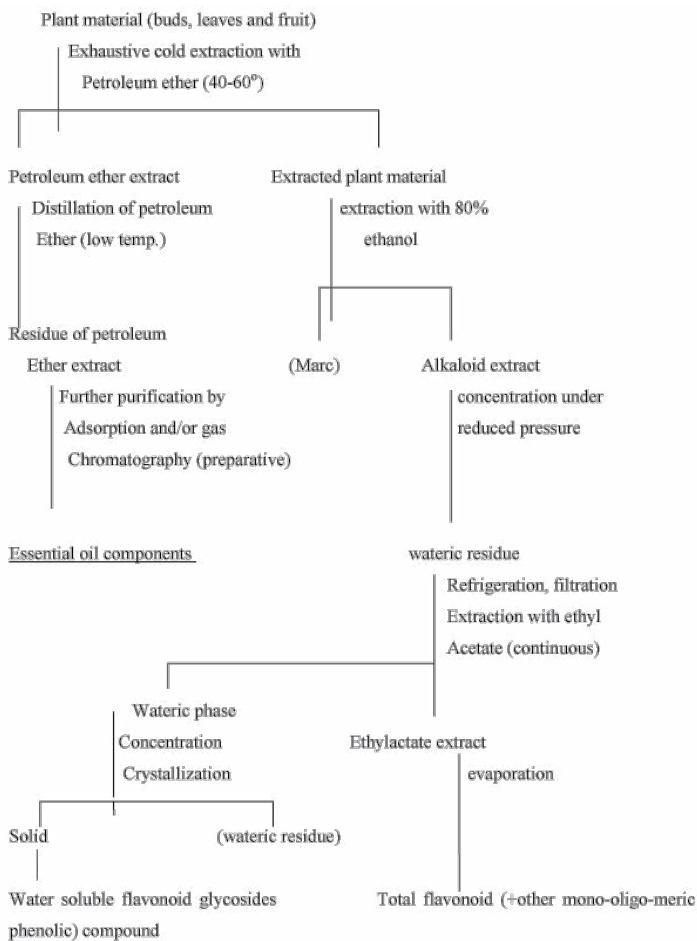 Plant material (buds, leaves and fruit)
Exhaustive cold extraction with
Petroleum ether (40-60°)
Petroleum ether extract
Extracted plant material
Distillation of petroleum
extraction with 80%
Ether (low temp.)
ethanol
Residue of petroleum
Ether extract
(Marc)
Alkaloid extract
Further purification by
concentration under
Adsorption and/or gas
reduced pressure
Chromatography (preparative)
Essential oil components
wateric residue
Refrigeration, filtration
Extraction with ethyl
Acetate (continuous)
Wateric phase
Concentration
Ethylactate extract
Crystallization
evaporation
Solid
(wateric residue)
Water soluble flavonoid glycosides
Total flavonoid (+other mono-oligo-meric
phenolic) compound